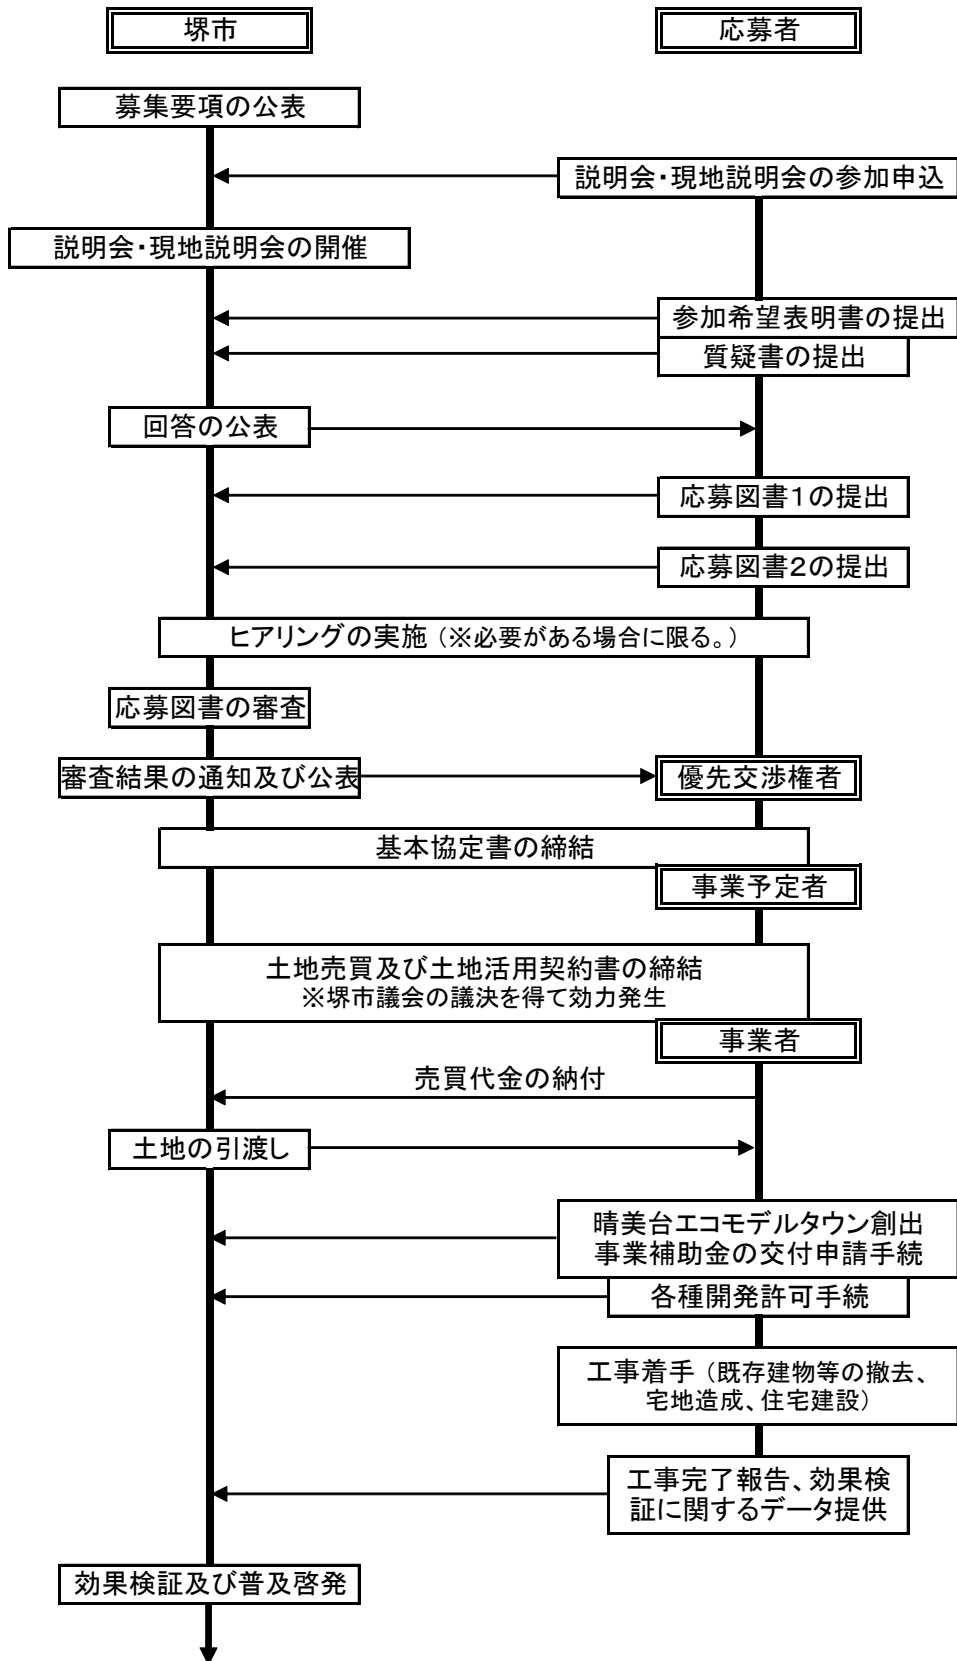 堺市
応募者
募集要項の公表
説明会・現地説明会の参加申込
説明会・現地説明会の開催
参加希望表明書の提出
質疑書の提出
回答の公表
応募図書1の提出
応募図書2の提出
ヒアリングの実施（※必要がある場合に限る。）
応募図書の審査
審査結果の通知及び公表
優先交渉権者
基本協定書の締結
事業予定者
土地売買及び土地活用契約書の締結
※堺市議会の議決を得て効力発生
事業者
売買代金の納付
土地の引渡し
晴美台エコモデルタウン創出
事業補助金の交付申請手続
各種開発許可手続
工事着手（既存建物等の撤去、
宅地造成、住宅建設）
工事完了報告、効果検
証に関するデータ提供
効果検証及び普及啓発